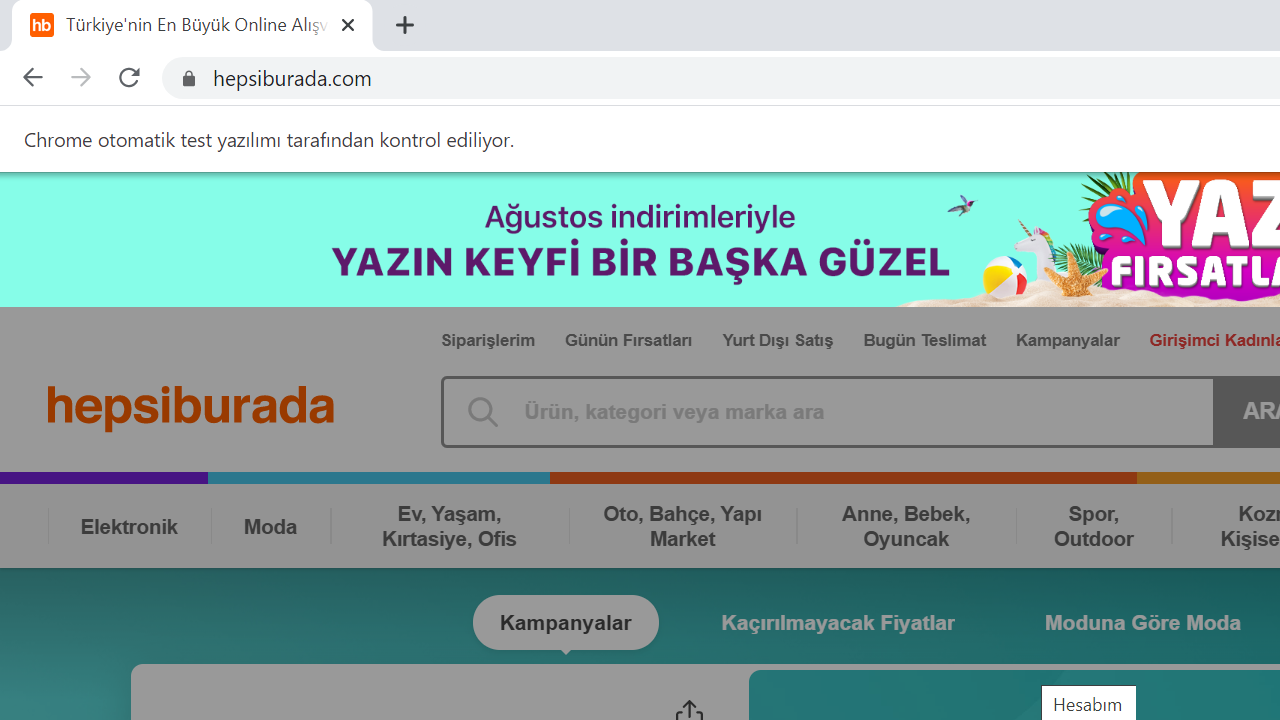 hb Türkiye'nin En Büyük Online Alışv
hepsiburada.com
Chrome otomatik test yazılımı tarafından kontrol ediliyor.
Ağustos indirimleriyle
YAZIN KEYFİ BİR BAŞKA GÜZEL
YAZ
FIRSATLA
Siparişlerim Günün Fırsatları Yurt Dışı Satış Bugün Teslimat Kampanyalar Girişimci Kadınla
hepsiburada
Ürün, kategori veya marka ara
ARA
Elektronik
Moda
Ev, Yaşam,
Kırtasiye, Ofis
Oto, Bahçe, Yapı
Market
Anne, Bebek,
Oyuncak
Spor,
Outdoor
Kozm
Kişise
Kampanyalar
Kaçırılmayacak Fiyatlar
Moduna Göre Moda
Hesabım